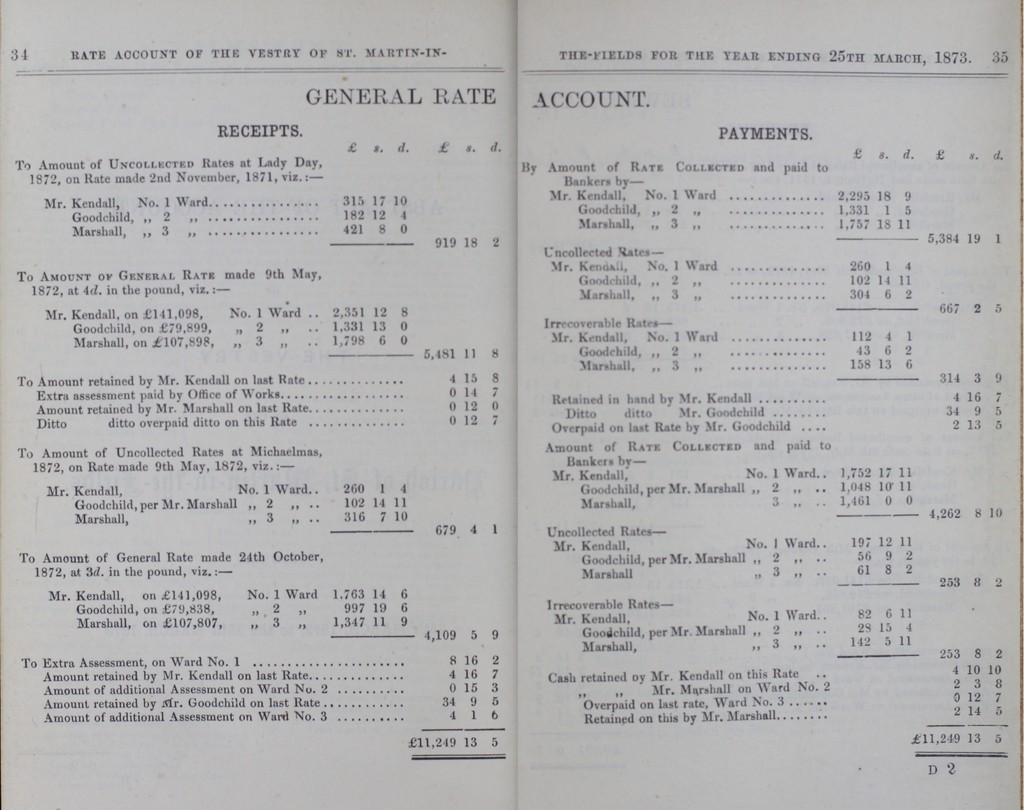 34 RATE ACCOUNT OF THE VESTRY OF ST. MARTIN-IN-
GENERAL RATE
RECEIPTS.
£ s. d. £ s. d.
To Amount of UNCOLLECTED Rates at Lady Day,
1872, on Rate made 2nd November, 1871, viz.:—
Mr. Kendall, No. 1 Ward................ 315 17 10
Goodchild, ,, 2 ,, ................ 182 12 4
Marshall, ,, 3 ,, ................ 421 8 0
919 18 2
To AMOUNT OF GENERAL RATE made 9th May,
1872, at 4d. in the pound, viz.:—
Mr. Kendall, on £141,098, No. 1 Ward .. 2,351 12 8
Goodchild, on £79,899, ,, 2 ,, .. 1,331 13 0
Marshall, on £107,898, ,, 3 ,, .. 1,798 6 0
5,481 11 8
To Amount retained by Mr. Kendall on last Rate.............. 4 15 8
Extra assessment paid by Office of Works.................. 0 14 7
Amount retained by Mr. Marshall on last Rate.............. 0 12 0
Ditto ditto overpaid ditto on this Rate .............. 0 12 7
To Amount of Uncollected Rates at Michaelmas,
1872, on Rate made 9th May, 1872, viz.:—
Mr. Kendall, No. 1 Ward.. 260 1 4
Goodchild, per Mr. Marshall ,, 2 ,, .. 102 14 11
Marshall, ,, 3 ,, .. 316 7 10
679 4 1
To Amount of General Rate made 24th October,
1872, at 3d. in the pound, viz.:—
Mr. Kendall, on £141,098, No. 1 Ward 1.763 14 6
Goodchild, on £79,838, ,, 2 ,, 997 19 6
Marshall, on £107,807, ,, 3 ,, 1,347 11 9
4,109 5 9
To Extra Assessment, on Ward No. 1 ...................... 8 16 2
Amount retained by Mr. Kendall on last Rate.............. 4 16 7
Amount of additional Assessment on Ward No. 2 .......... 0 15 3
Amount retained by Mr. Goodchild on last Rate............ 34 9 5
Amount of additional Assessment on Ward No. 3 .......... 4 1 6
£11,249 13 5
THE-FIELDS FOR THE YEAR ENDING 25TH MARCH, 1873. 35
ACCOUNT.
PAYMENTS.
£ s. d. £ s. d.
By Amount of RATE COLLECTED and paid to
Bankers by—
Mr. Kendall, No. 1 Ward .............. 2,295 18 9
Goodchild, ,, 2 ,, .............. 1,331 1 5
Marshall, ,, 3 ,, .............. 1,757 18 11
5,384 19 1
Uncollected Rates—
Mr. Kendall, No. 1 Ward .............. 260 1 4
Goodchild, ,, 2 ,, .............. 102 14 11
Marshall, ,, 3 ,, .............. 304 6 2
667 2 5
Irrecoverable Rates—
Mr. Kendall, No. 1 Ward .............. 112 4 1
Goodchild, ,, 2 ,, .............. 43 6 2
Marshall, ,, 3 ,, .............. 158 13 6
314 3 9
Retained in hand by Mr. Kendall .......... 4 16 7
Ditto ditto Mr. Goodchild ........ 34 9 5
Overpaid on last Rate by Mr. Goodchild .... 2 13 5
Amount of RATE COLLECTED and paid to
Bankers by—
Mr. Kendall, No. 1 Ward.. 1,752 17 11
Goodchild, per Mr. Marshall ,, 2 ,, .. 1,048 10 11
Marshall, 3 ,, .. 1,461 0 0
4,262 8 10
Uncollected Rates—
Mr. Kendall, No. 1 Ward.. 197 12 11
Goodchild, per Mr. Marshall ,, 2 ,, .. 56 9 2
Marshall ,, 3 ,, .. 61 8 2
253 8 2
Irrecoverable Rates—
Mr. Kendall, No. 1 Ward.. 82 6 11
Goodchild, per Mr. Marshall ,, 2 ,, .. 28 15 4
Marshall, ,, 3 ,, .. 142 5 11
253 8 2
Cash retained by Mr. Kendall on this Rate .. 4 10 10
,, ,, Mr. Marshall on Ward No. 2 2 3 8
Overpaid on last rate, Ward No. 3 ...... 0 12 7
Retained on this by Mr. Marshall........ 2 14 5
£11,249 13 5
D 2